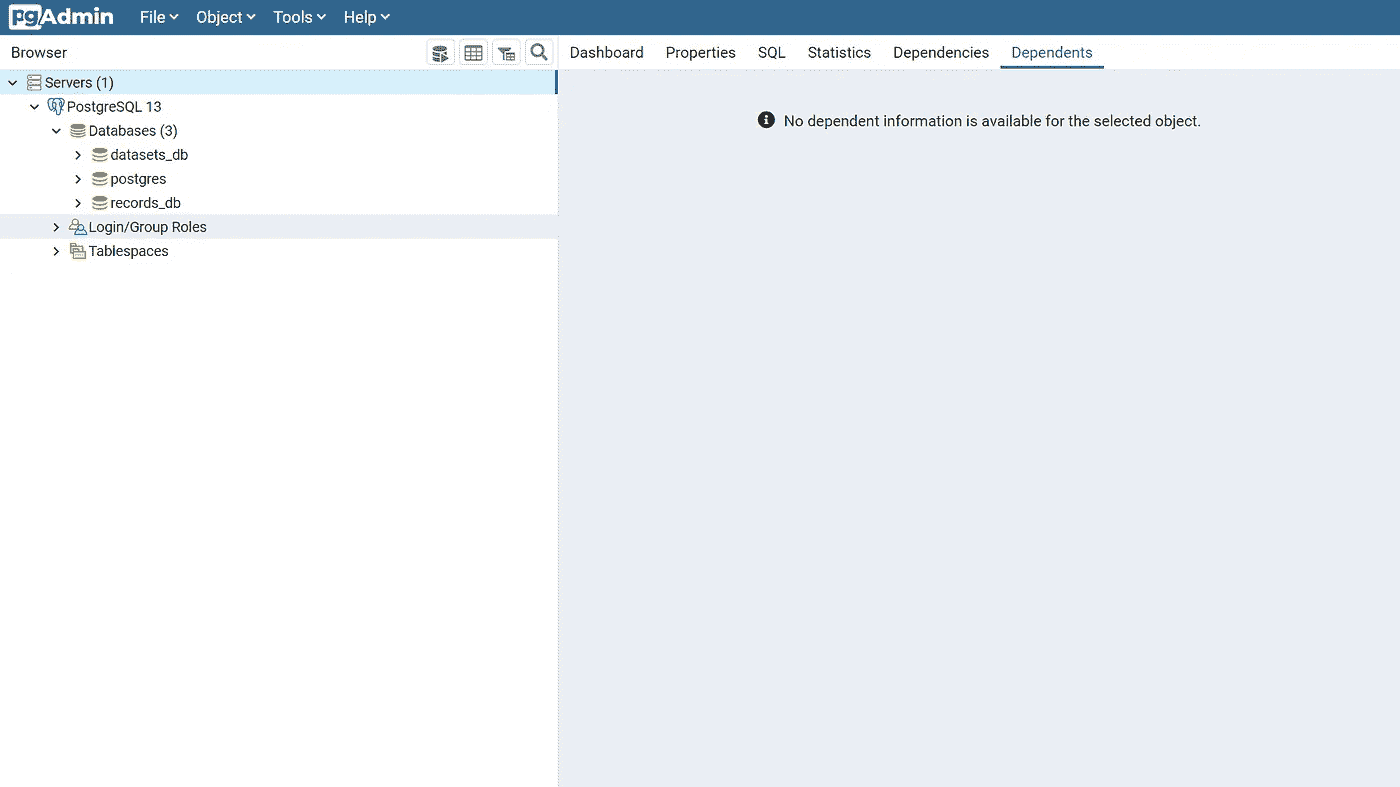 pgAdmin File Object Tools Help
Browser Dashboard Properties SQL Statistics Dependencies Dependents
Servers (1)
PostgreSQL 13
Databases (3)
datasets_db
postgres
records_db
Login/Group Roles
Tablespaces
No dependent information is available for the selected object.